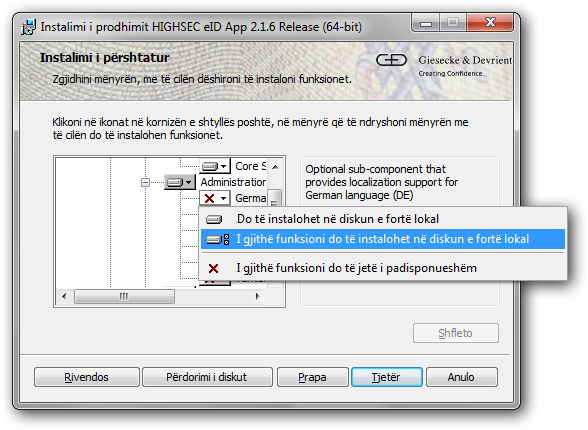 Instalimi i prodhimit HIGHSEC eID App 2.1.6 Release (64-bit)
Instalimi i përshtatur
Zgjidhni mënyrën, me të cilën dëshironi të instaloni funksionet.
Giesecke & Devrient
Creating Confidence.
Klikoni në ikonat në kornizën e shtyllës poshtë, në mënyrë që të ndryshoni mënyrën me
të cilën do të instalohen funksionet.
Core S
Administration
Germa
Optional sub-component that
provides localization support for
German language (DE)
Do të instalohet në diskun e fortë lokal
I gjithë funksioni do të instalohet në diskun e fortë lokal
I gjithë funksioni do të jetë i padisponueshëm
Shfleto
Rivendos
Përdorimi i diskut
Prapa
Tjetër
Anulo